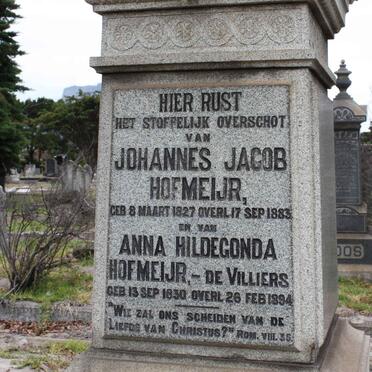 HIER RUST
HET STOFFELIJK OVERSCHOT
VAN
JOHANNES JACOB
HOFMEIJR,
GEB 8 MAART 1827 OVERL 17 SEP 1883
EN VAN
ANNA HILDEGONDA
HOFMEIJR,- DE VILLIERS
GEB 13 SEP 1830 OVERL 26 FEB 1894
"WIE ZAL ONS SCHEIDEN VAN DE
LIEFDE VAN CHRISTUS?" ROM. VIII. 35.
OOS